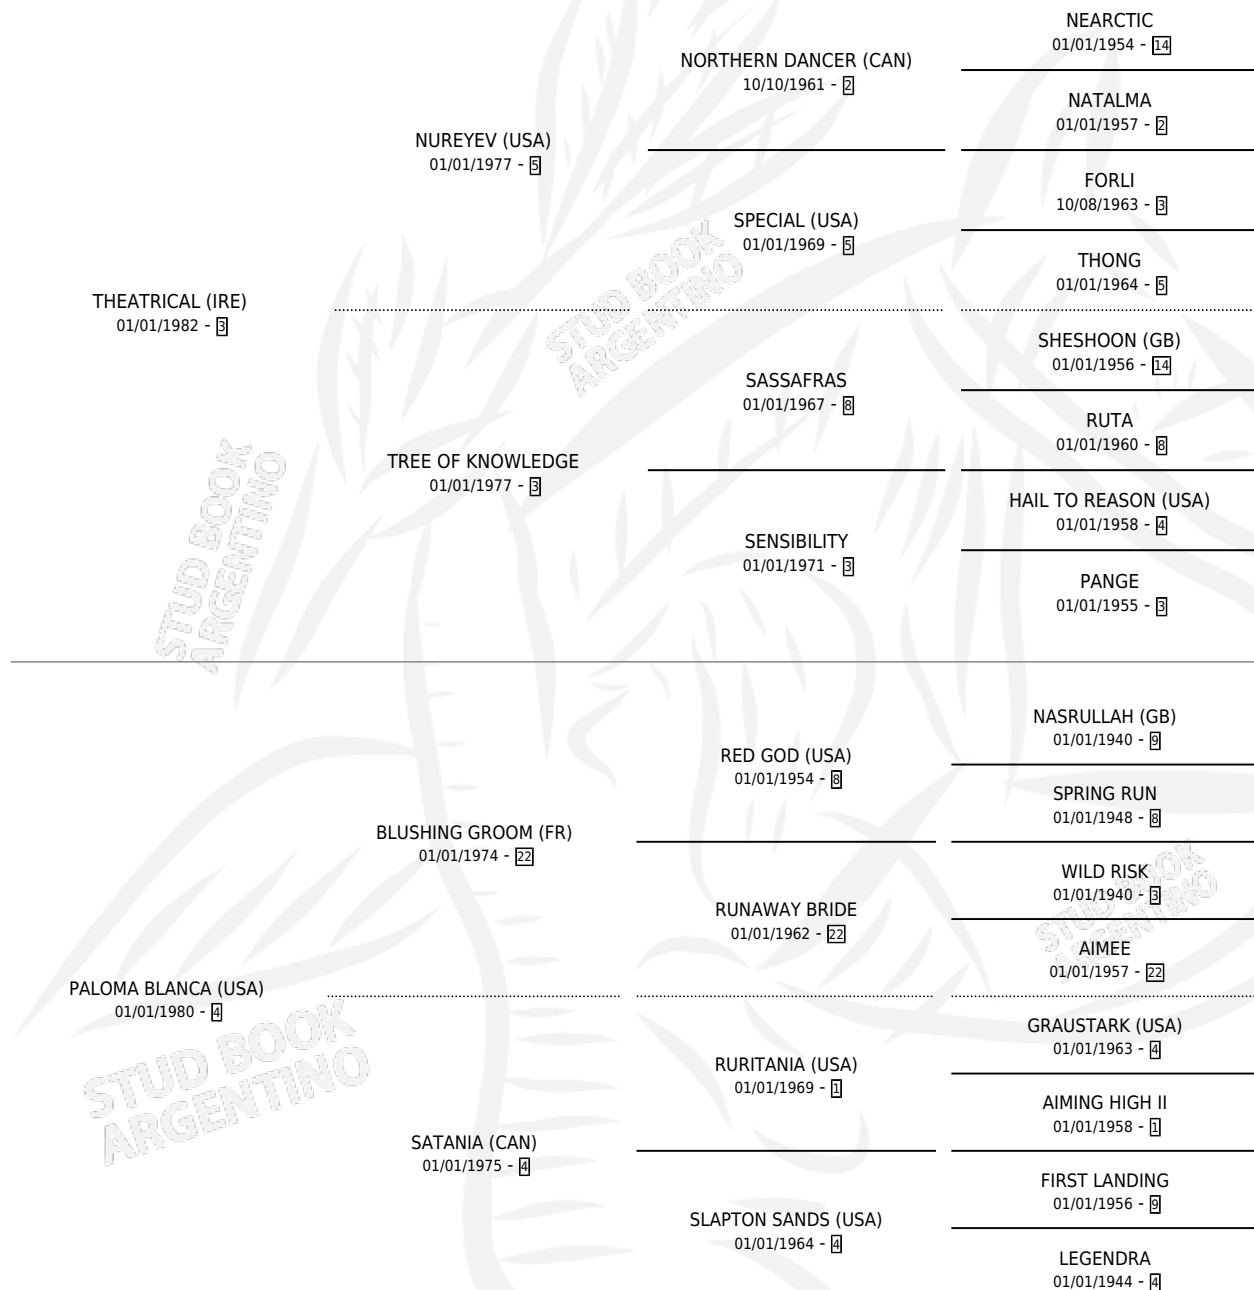 NEARCTIC
01/01/1954 - 14
NORTHERN DANCER (CAN)
10/10/1961 - 2
NATALMA
01/01/1957 - 2
NUREYEV (USA)
01/01/1977 - 5
FORLI
10/08/1963 - 3
SPECIAL (USA)
01/01/1969 - 5
THONG
01/01/1964 - 5
THEATRICAL (IRE)
01/01/1982 - 3
STUD BOOK
ARGENTINO
SHESHOON (GB)
01/01/1956 - 14
SASSAFRAS
01/01/1967 - 8
RUTA
01/01/1960 - 8
TREE OF KNOWLEDGE
01/01/1977 - 3
HAIL TO REASON (USA)
01/01/1958 - 4
SENSIBILITY
01/01/1971 - 3
PANGE
01/01/1955 - 3
STUD BOOK
ARGENTINO
NASRULLAH (GB)
01/01/1940 - 9
RED GOD (USA)
01/01/1954 - 8
SPRING RUN
01/01/1948 - 8
BLUSHING GROOM (FR)
01/01/1974 - 22
WILD RISK
01/01/1940 - 3
RUNAWAY BRIDE
01/01/1962 - 22
AIMEE
01/01/1957 - 22
STUD BOOK
ARGENTINO
PALOMA BLANCA (USA)
01/01/1980 - 4
GRAUSTARK (USA)
01/01/1963 - 4
RURITANIA (USA)
01/01/1969 - 1
AIMING HIGH II
01/01/1958 - 1
STUD BOOK
ARGENTINO
SATANIA (CAN)
01/01/1975 - 4
FIRST LANDING
01/01/1956 - 9
SLAPTON SANDS (USA)
01/01/1964 - 4
LEGENDRA
01/01/1944 - 4